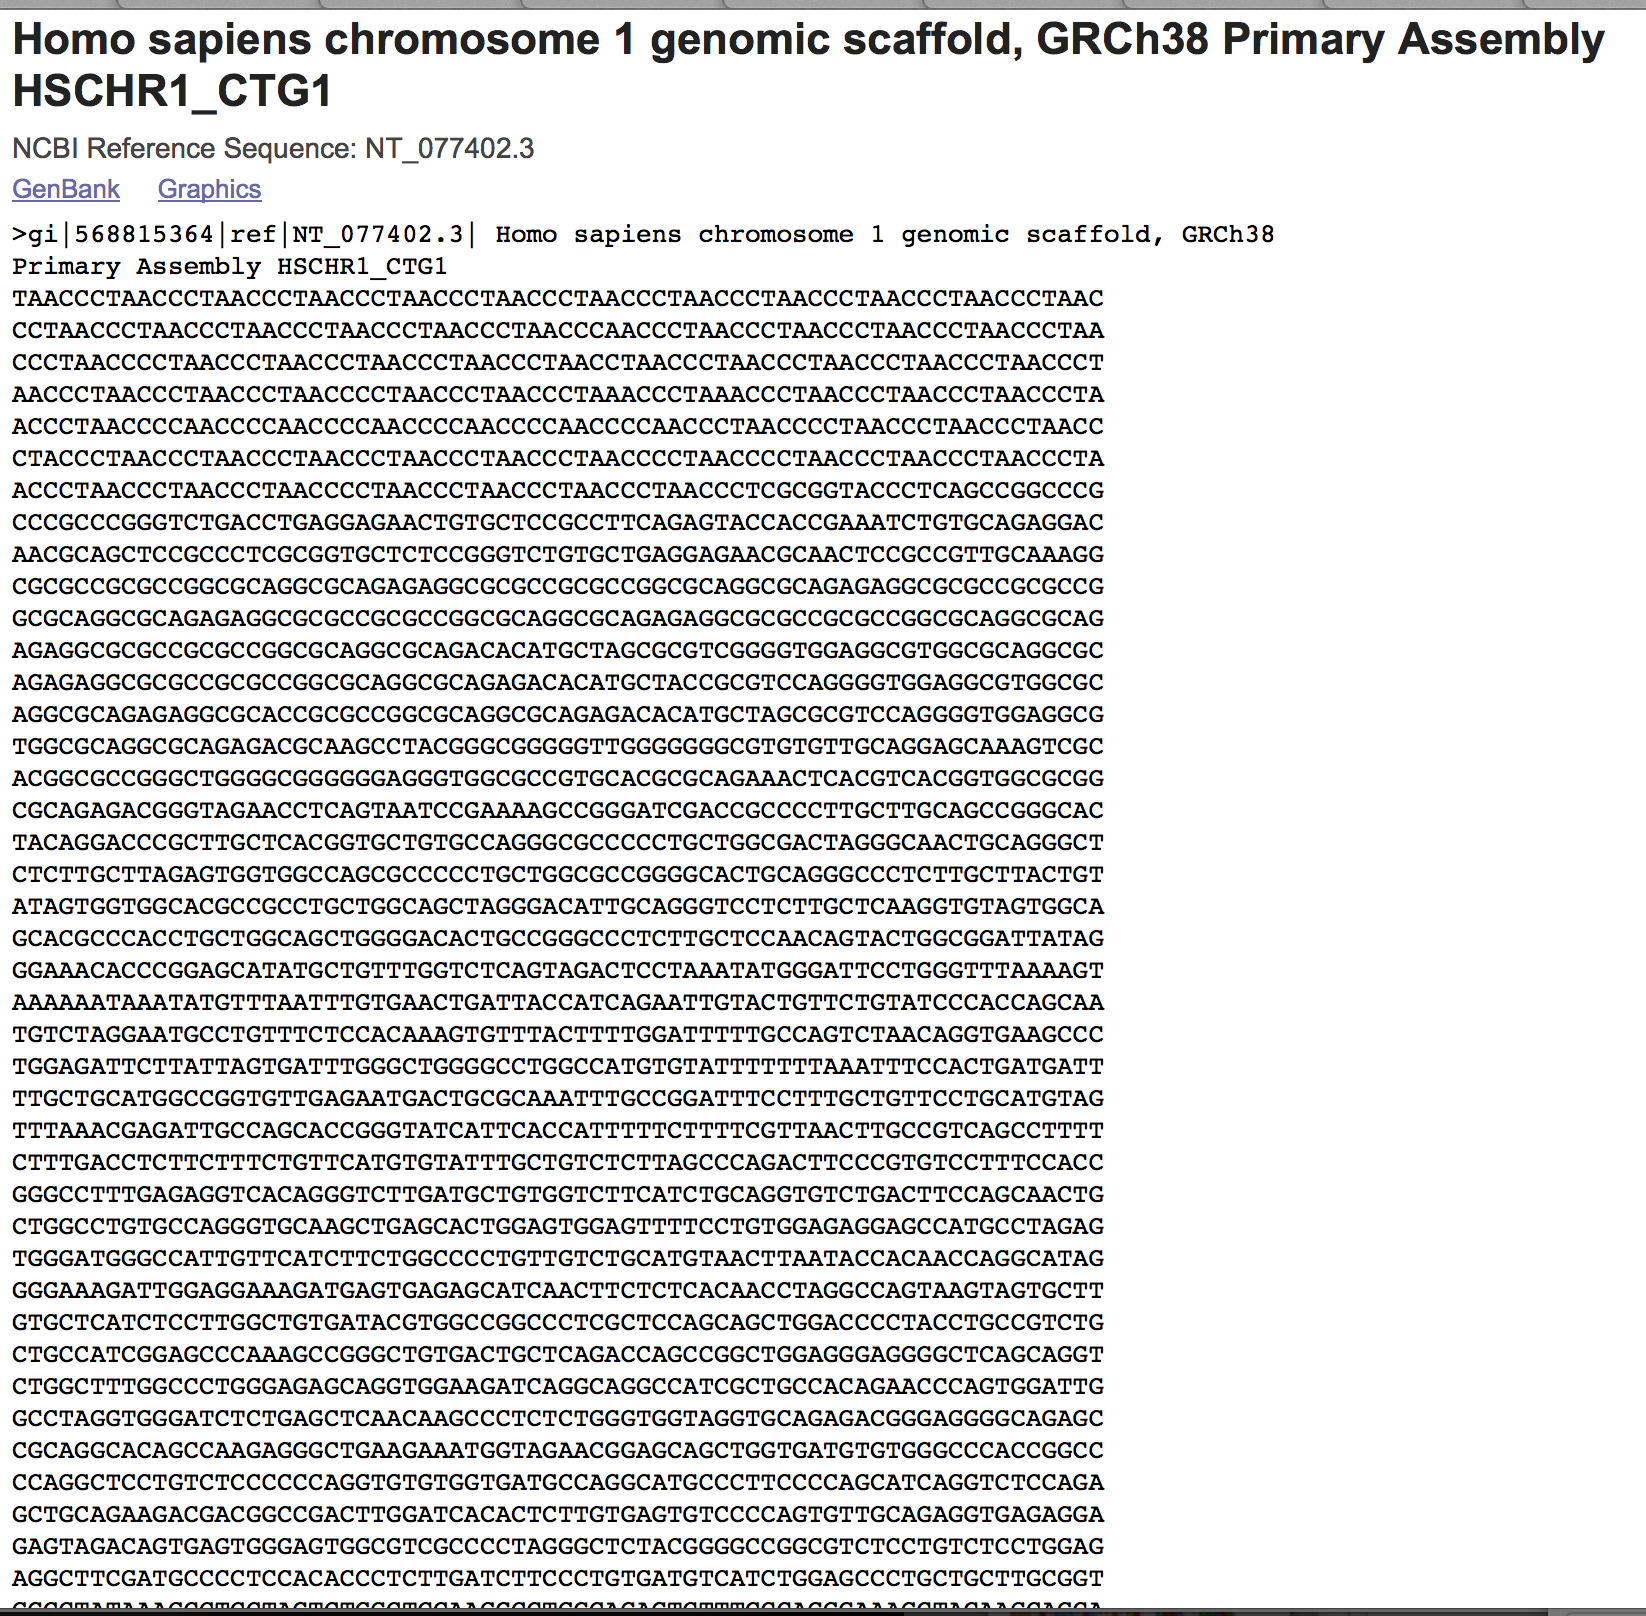 Homo sapiens chromosome 1 genomic scaffold, GRCh38 Primary Assembly
HSCHR1_CTG1
NCBI Reference Sequence: NT_077402.3
GenBank Graphics
>gi|568815364|ref|NT_077402.3| Homo sapiens chromosome 1 genomic scaffold, GRCh38
Primary Assembly HSCHR1_CTG1
TAACCCTAACCCTAACCCTAACCCTAACCCTAACCCTAACCCTAACCCTAACCCTAACCCTAACCCTAAC
CCTAACCCTAACCCTAACCCTAACCCTAACCCTAACCCAACCCTAACCCTAACCCTAACCCTAACCCTAA
CCCTAACCCCTAACCCTAACCCTAACCCTAACCCTAACCTAACCCTAACCCTAACCCTAACCCTAACCCT
AACCCTAACCCTAACCCTAACCCCTAACCCTAACCCTAAACCCTAAACCCTAACCCTAACCCTAACCCTA
ACCCTAACCCCAACCCCAACCCCAACCCCAACCCCAACCCCAACCCTAACCCCTAACCCTAACCCTAACC
CTACCCTAACCCTAACCCTAACCCTAACCCTAACCCTAACCCCTAACCCCTAACCCTAACCCTAACCCTA
ACCCTAACCCTAACCCTAACCCCTAACCCTAACCCTAACCCTAACCCTCGCGGTACCCTCAGCCGGCCCG
CCCGCCCGGGTCTGACCTGAGGAGAACTGTGCTCCGCCTTCAGAGTACCACCGAAATCTGTGCAGAGGAC
AACGCAGCTCCGCCCTCGCGGTGCTCTCCGGGTCTGTGCTGAGGAGAACGCAACTCCGCCGTTGCAAAGG
CGCGCCGCGCCGGCGCAGGCGCAGAGAGGCGCGCCGCGCCGGCGCAGGCGCAGAGAGGCGCGCCGCGCCG
GCGCAGGCGCAGAGAGGCGCGCCGCGCCGGCGCAGGCGCAGAGAGGCGCGCCGCGCCGGCGCAGGCGCAG
AGAGGCGCGCCGCGCCGGCGCAGGCGCAGACACATGCTAGCGCGTCGGGGTGGAGGCGTGGCGCAGGCGC
AGAGAGGCGCGCCGCGCCGGCGCAGGCGCAGAGACACATGCTACCGCGTCCAGGGGTGGAGGCGTGGCGC
AGGCGCAGAGAGGCGCACCGCGCCGGCGCAGGCGCAGAGACACATGCTAGCGCGTCCAGGGGTGGAGGCG
TGGCGCAGGCGCAGAGACGCAAGCCTACGGGCGGGGGTTGGGGGGGCGTGTGTTGCAGGAGCAAAGTCGC
ACGGCGCCGGGCTGGGGCGGGGGGAGGGTGGCGCCGTGCACGCGCAGAAACTCACGTCACGGTGGCGCGG
CGCAGAGACGGGTAGAACCTCAGTAATCCGAAAAGCCGGGATCGACCGCCCCTTGCTTGCAGCCGGGCAC
TACAGGACCCGCTTGCTCACGGTGCTGTGCCAGGGCGCCCCCTGCTGGCGACTAGGGCAACTGCAGGGCT
CTCTTGCTTAGAGTGGTGGCCAGCGCCCCCTGCTGGCGCCGGGGCACTGCAGGGCCCTCTTGCTTACTGT
ATAGTGGTGGCACGCCGCCTGCTGGCAGCTAGGGACATTGCAGGGTCCTCTTGCTCAAGGTGTAGTGGCA
GCACGCCCACCTGCTGGCAGCTGGGGACACTGCCGGGCCCTCTTGCTCCAACAGTACTGGCGGATTATAG
GGAAACACCCGGAGCATATGCTGTTTGGTCTCAGTAGACTCCTAAATATGGGATTCCTGGGTTTAAAAGT
AAAAAATAAATATGTTTAATTTGTGAACTGATTACCATCAGAATTGTACTGTTCTGTATCCCACCAGCAA
TGTCTAGGAATGCCTGTTTCTCCACAAAGTGTTTACTTTTGGATTTTTGCCAGTCTAACAGGTGAAGCCC
TGGAGATTCTTATTAGTGATTTGGGCTGGGGCCTGGCCATGTGTATTTTTTTAAATTTCCACTGATGATT
TTGCTGCATGGCCGGTGTTGAGAATGACTGCGCAAATTTGCCGGATTTCCTTTGCTGTTCCTGCATGTAG
TTTAAACGAGATTGCCAGCACCGGGTATCATTCACCATTTTTCTTTTCGTTAACTTGCCGTCAGCCTTTT
CTTTGACCTCTTCTTTCTGTTCATGTGTATTTGCTGTCTCTTAGCCCAGACTTCCCGTGTCCTTTCCACC
GGGCCTTTGAGAGGTCACAGGGTCTTGATGCTGTGGTCTTCATCTGCAGGTGTCTGACTTCCAGCAACTG
CTGGCCTGTGCCAGGGTGCAAGCTGAGCACTGGAGTGGAGTTTTCCTGTGGAGAGGAGCCATGCCTAGAG
TGGGATGGGCCATTGTTCATCTTCTGGCCCCTGTTGTCTGCATGTAACTTAATACCACAACCAGGCATAG
GGGAAAGATTGGAGGAAAGATGAGTGAGAGCATCAACTTCTCTCACAACCTAGGCCAGTAAGTAGTGCTT
GTGCTCATCTCCTTGGCTGTGATACGTGGCCGGCCCTCGCTCCAGCAGCTGGACCCCTACCTGCCGTCTG
CTGCCATCGGAGCCCAAAGCCGGGCTGTGACTGCTCAGACCAGCCGGCTGGAGGGAGGGGCTCAGCAGGT
CTGGCTTTGGCCCTGGGAGAGCAGGTGGAAGATCAGGCAGGCCATCGCTGCCACAGAACCCAGTGGATTG
GCCTAGGTGGGATCTCTGAGCTCAACAAGCCCTCTCTGGGTGGTAGGTGCAGAGACGGGAGGGGCAGAGC
CGCAGGCACAGCCAAGAGGGCTGAAGAAATGGTAGAACGGAGCAGCTGGTGATGTGTGGGCCCACCGGCC
CCAGGCTCCTGTCTCCCCCCAGGTGTGTGGTGATGCCAGGCATGCCCTTCCCCAGCATCAGGTCTCCAGA
GCTGCAGAAGACGACGGCCGACTTGGATCACACTCTTGTGAGTGTCCCCAGTGTTGCAGAGGTGAGAGGA
GAGTAGACAGTGAGTGGGAGTGGCGTCGCCCCTAGGGCTCTACGGGGCCGGCGTCTCCTGTCTCCTGGAG
AGGCTTCGATGCCCCTCCACACCCTCTTGATCTTCCCTGTGATGTCATCTGGAGCCCTGCTGCTTGCGGT